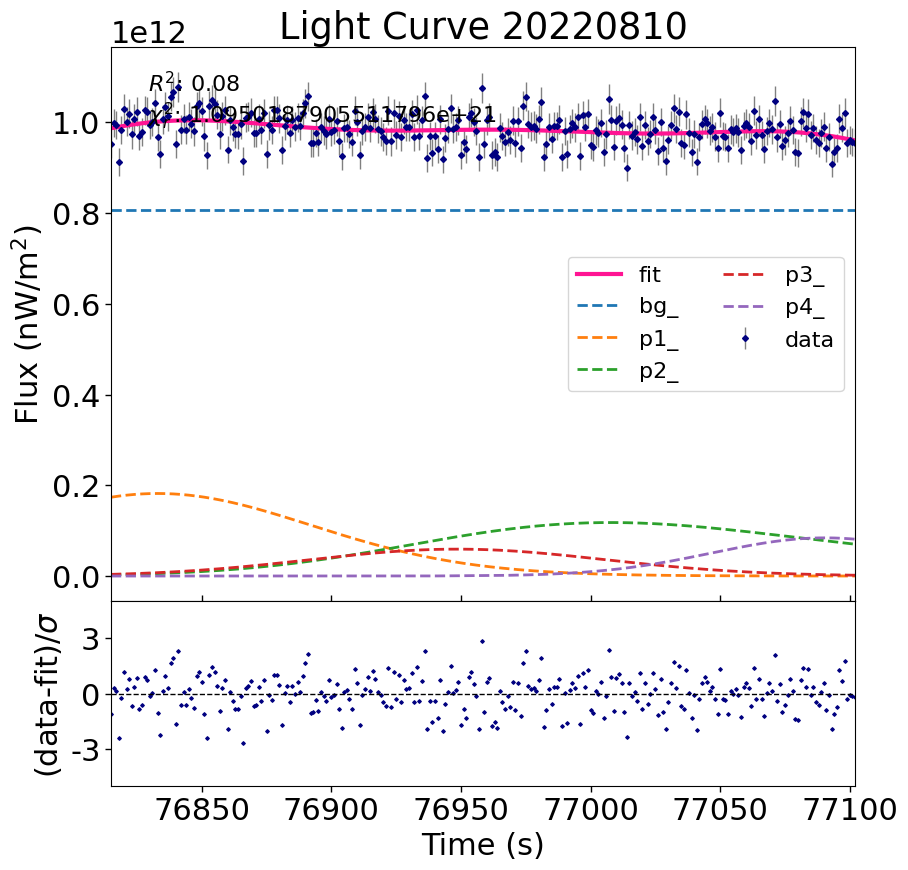 Light Curve 20220810
1e12
R²: 0.08
1.0
0.8
0.6
0.4
0.2
0.0
Flux (nW/m²)
fit
bg_
p1_
p2_
p3_
p4_
data
3
0
-3
(data-fit)/σ
76850 76900 76950 77000 77050 77100
Time (s)